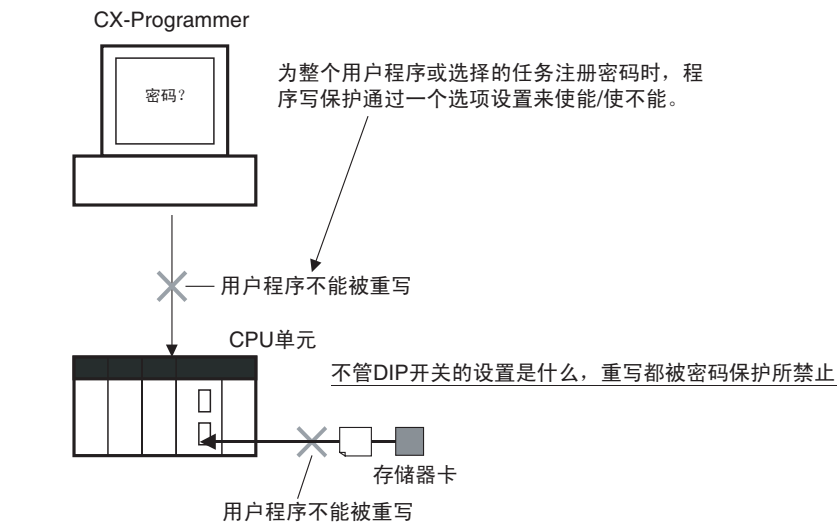 CX-Programmer
密码？
为整个用户程序或选择的任务注册密码时，程
序写保护通过一个选项设置来使能/使不能。
用户程序不能被重写
CPU单元
不管DIP开关的设置是什么，重写都被密码保护所禁止
存储器卡
用户程序不能被重写